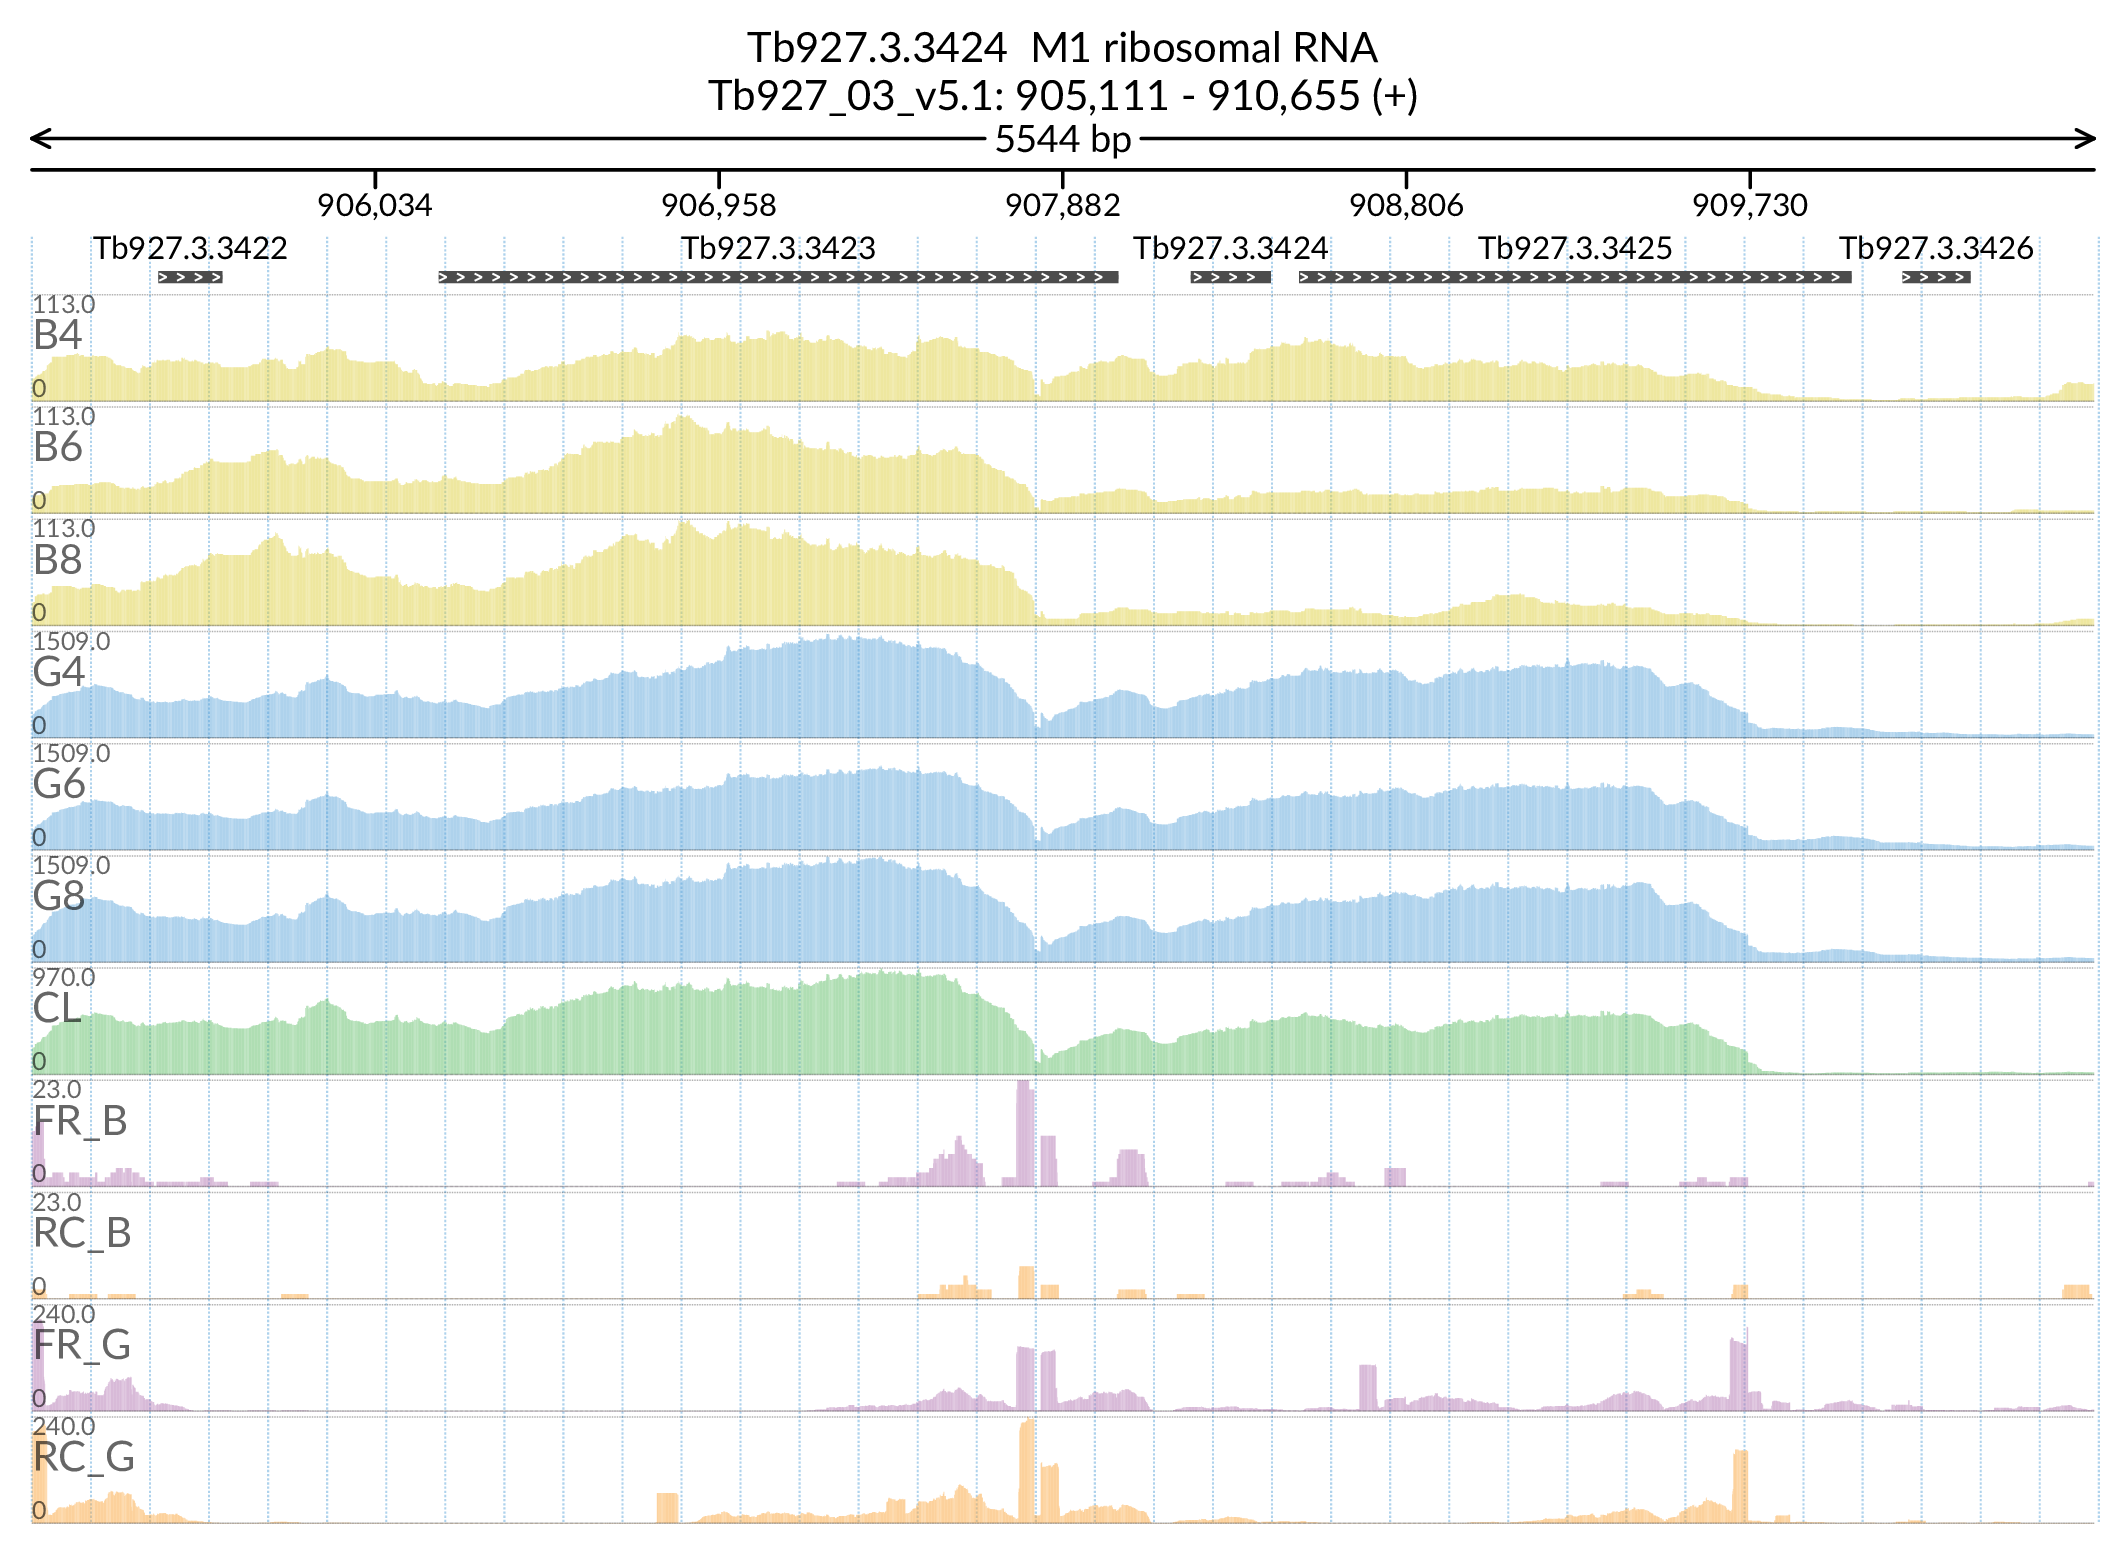 Tb927.3.3424 M1 ribosomal RNA
Tb927_03_v5.1: 905,111 - 910,655 (+)
5544 bp
906,034 906,958 907,882 908,806 909,730
Tb927.3.3422 Tb927.3.3423 Tb927.3.3424 Tb927.3.3425 Tb927.3.3426
113.0
B4
0
113.0
B6
0
113.0
B8
0
1509.0
G4
0
1509.0
G6
0
1509.0
G8
0
970.0
CL
0
23.0
FR_B
0
23.0
RC_B
0
240.0
FR_G
0
240.0
RC_G
0